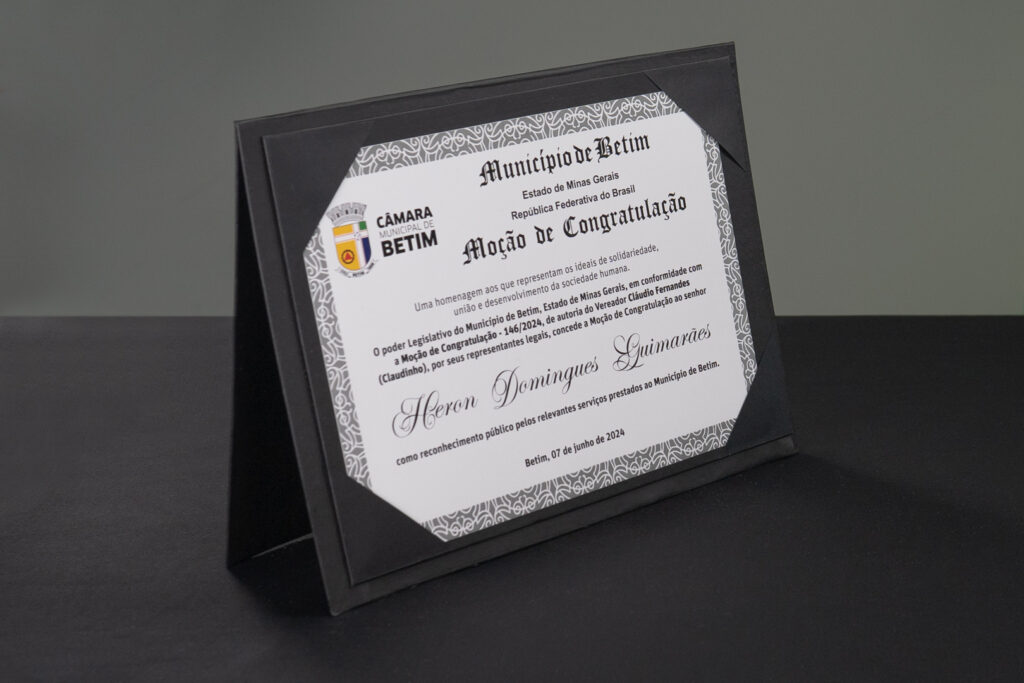 Município de Betim
Estado de Minas Gerais
República Federativa do Brasil
Moção de Congratulação
CÂMARA
MUNICIPAL DE
BETIM
BETIM
Uma homenagem aos que representam os ideais de solidariedade,
união e desenvolvimento da sociedade humana.
O poder Legislativo do Município de Betim, Estado de Minas Gerais, em conformidade com
a Moção de Congratulação - 146/2024, de autoria do Vereador Cláudio Fernandes
(Claudinho), por seus representantes legais, concede a Moção de Congratulação ao senhor
Heron Domingues Guimarães
como reconhecimento público pelos relevantes serviços prestados ao Município de Betim.
Betim, 07 de junho de 2024